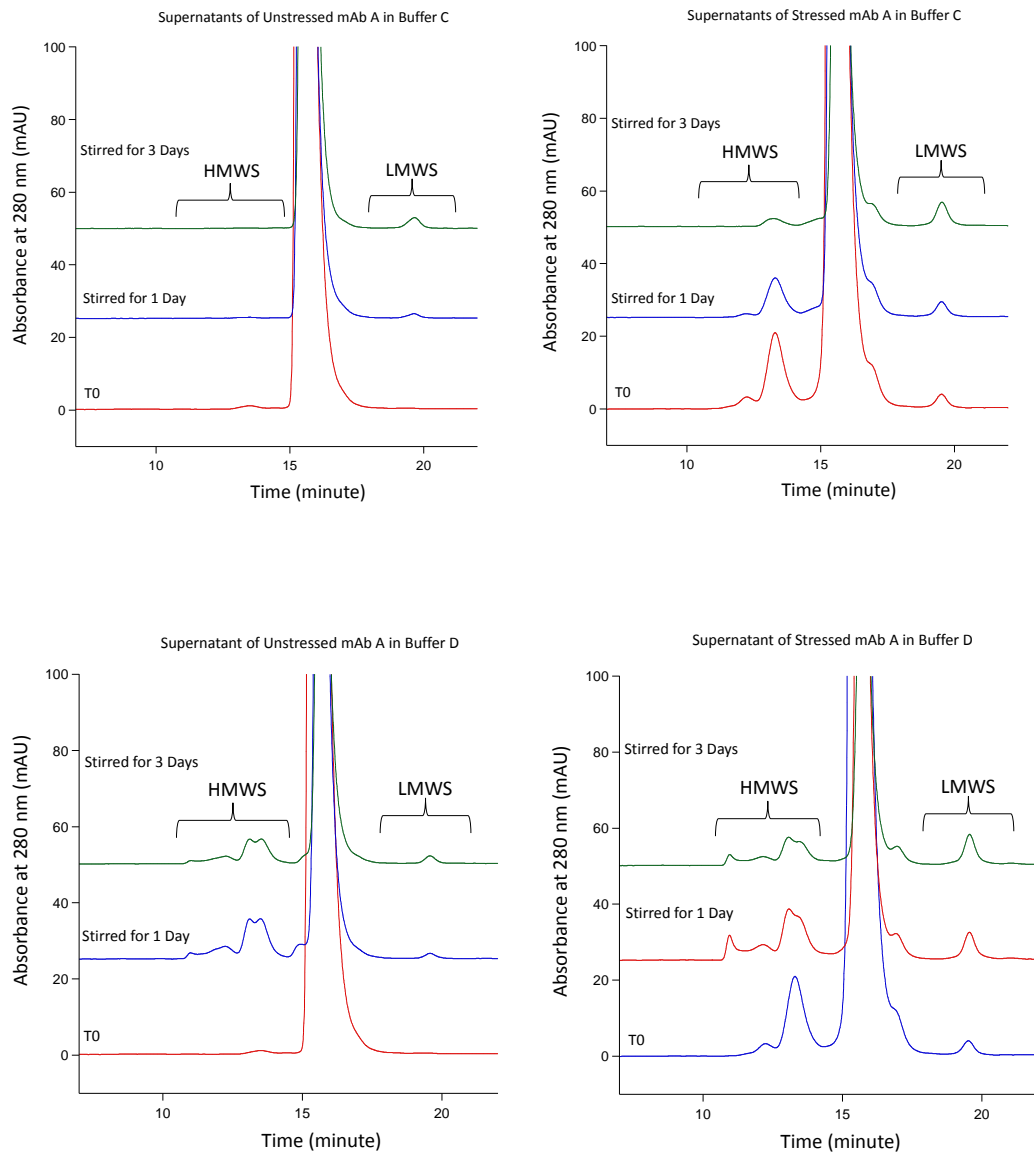 Supernatants of Unstressed mAb A in Buffer C
100
80
60
40
20
0
Absorbance at 280 nm (mAU)
Stirred for 3 Days
HMWS
LMWS
Stirred for 1 Day
T0
10
15
20
Time (minute)
Supernatants of Stressed mAb A in Buffer C
100
80
60
40
20
0
Absorbance at 280 nm (mAU)
Stirred for 3 Days
HMWS
LMWS
Stirred for 1 Day
T0
10
15
20
Time (minute)
Supernatant of Unstressed mAb A in Buffer D
100
80
60
40
20
0
Absorbance at 280 nm (mAU)
Stirred for 3 Days
HMWS
LMWS
Stirred for 1 Day
T0
10
15
20
Time (minute)
Supernatant of Stressed mAb A in Buffer D
100
80
60
40
20
0
Absorbance at 280 nm (mAU)
Stirred for 3 Days
HMWS
LMWS
Stirred for 1 Day
T0
10
15
20
Time (minute)